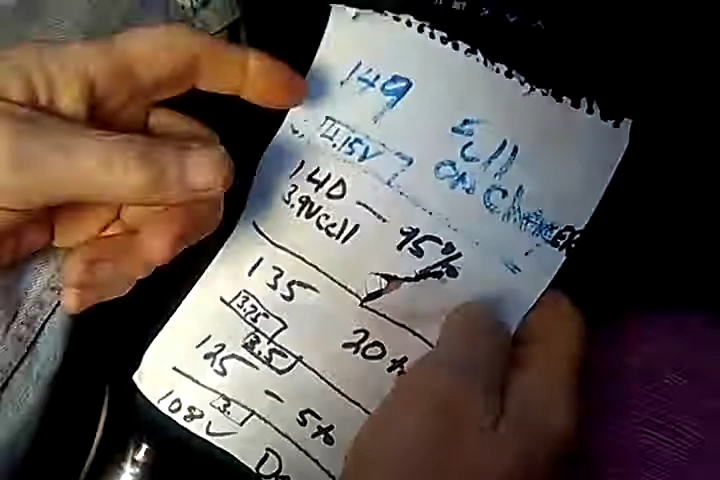 149
4.15V
ON CHARGER
140 — 95%
3.9V Cell
135 20%
3.75
3.5
125 - 5%
3.
108V